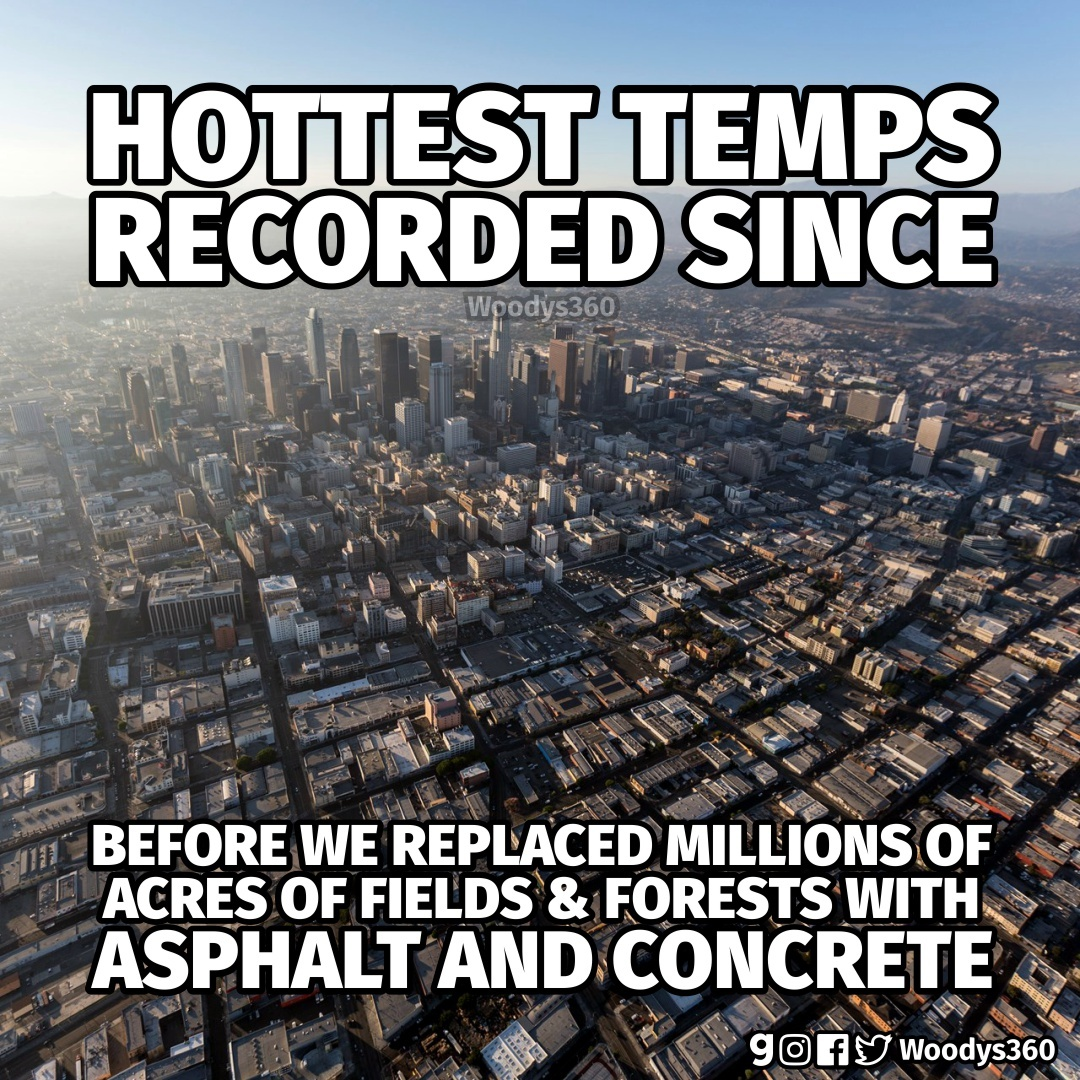 HOTTEST TEMPS
RECORDED SINCE
Woodys360
BEFORE WE REPLACED MILLIONS OF
ACRES OF FIELDS & FORESTS WITH
ASPHALT AND CONCRETE
Woodys360